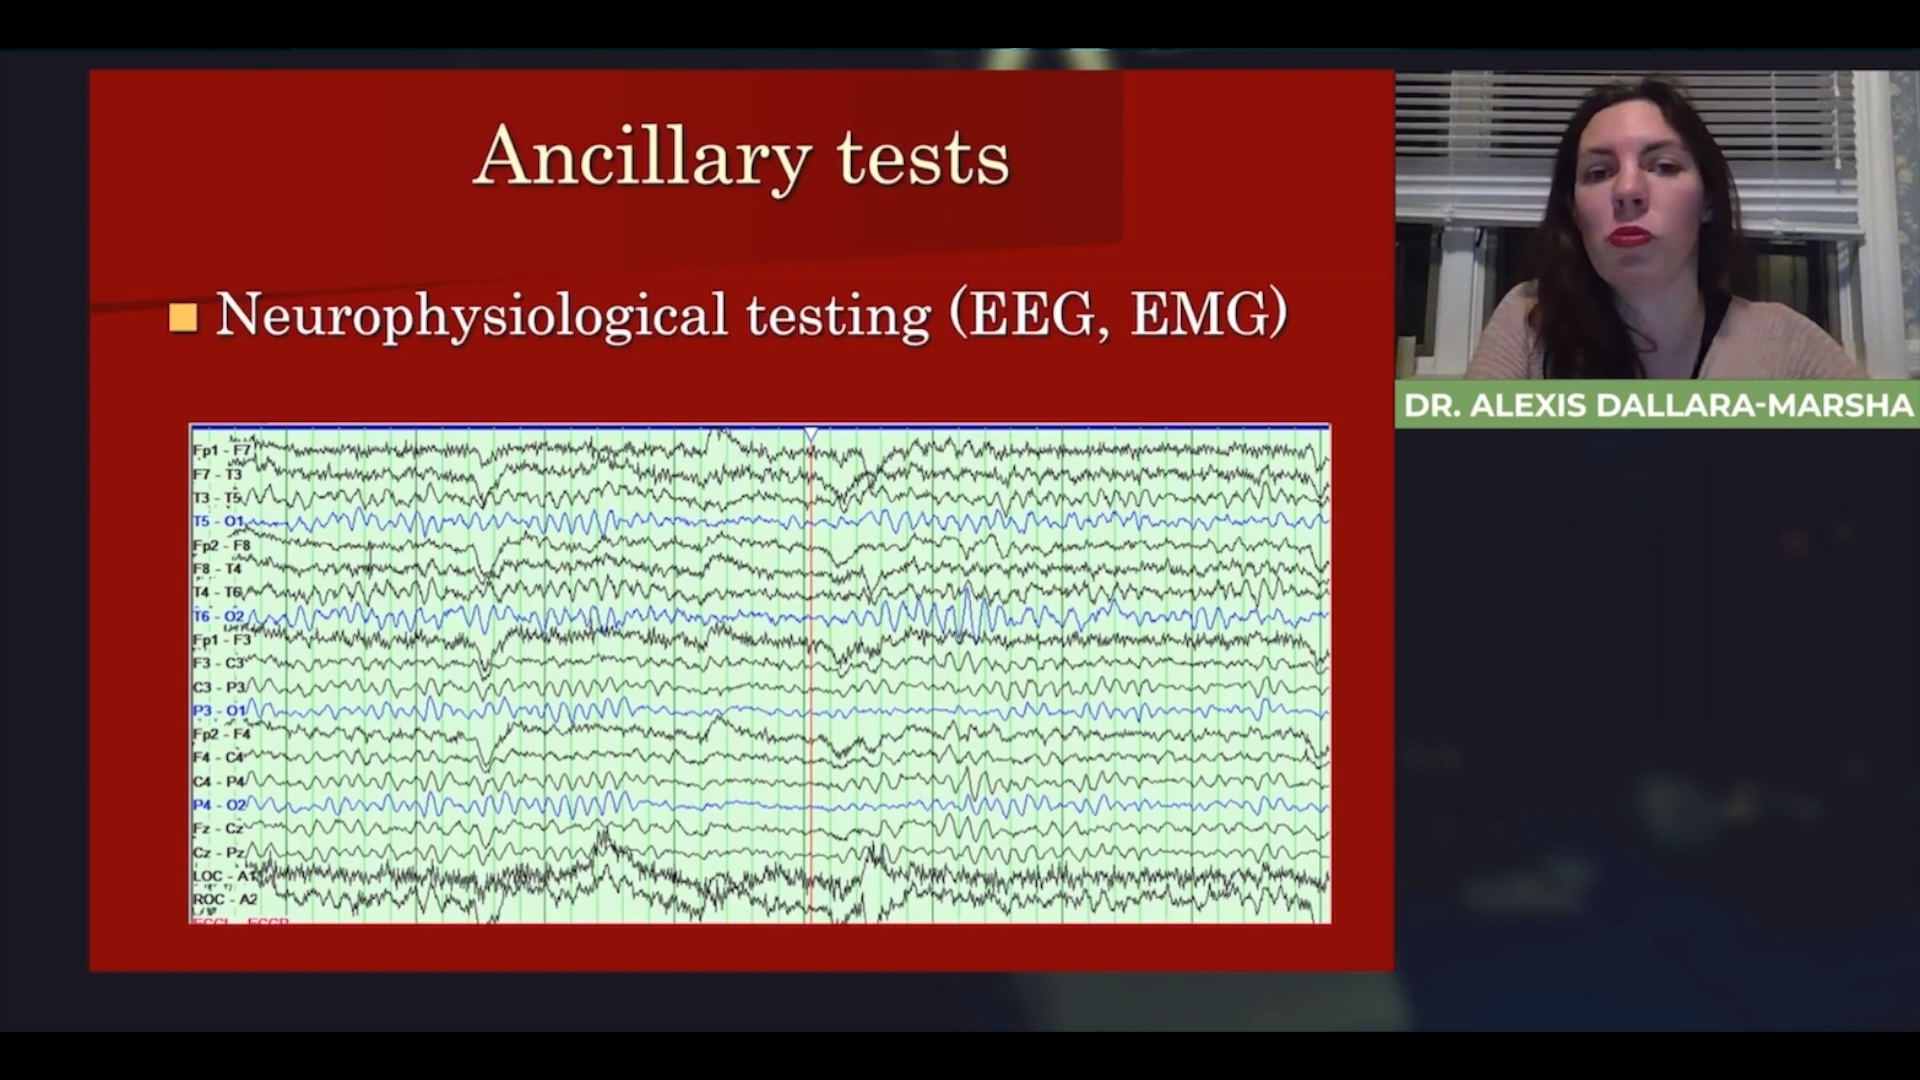 Ancillary tests
Neurophysiological testing (EEG, EMG)
DR. ALEXIS DALLARA-MARSHA
Fp1 - F7
F7 - T3
T3 - T5
T5 - O1
Fp2 - F8
F8 - T4
T4 - T6
T6 - O2
Fp1 - F3
F3 - C3
C3 - P3
P3 - O1
Fp2 - F4
F4 - C4
C4 - P4
P4 - O2
Fz - Cz
Cz - Pz
LOC - A1
ROC - A2